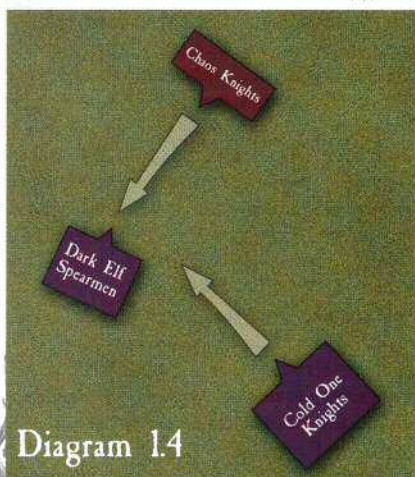 Chaos Knights
Dark Elf
Spearmen
Cold One
Knights
Diagram 1.4